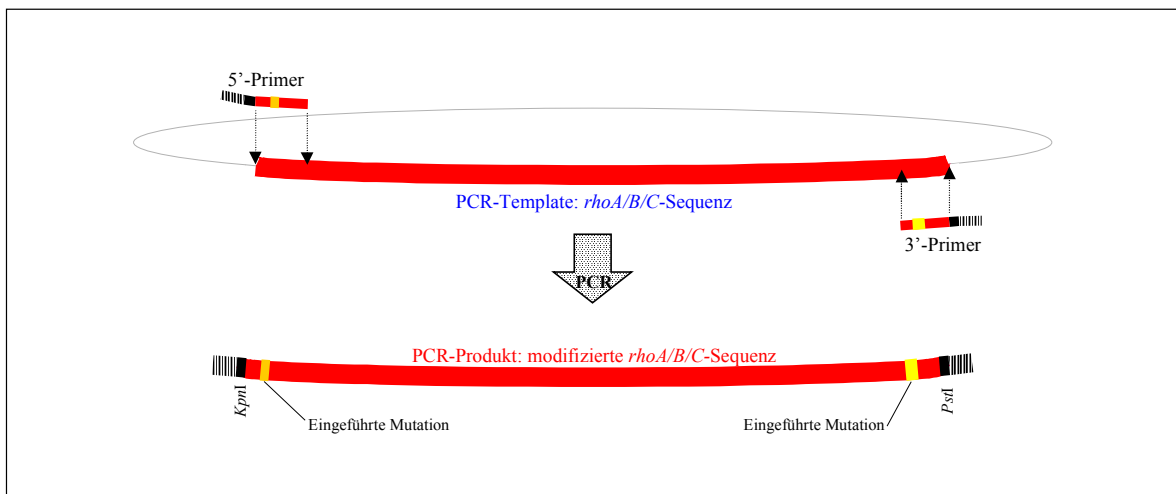 5’-Primer
PCR-Template: rhoA/B/C-Sequenz
3’-Primer
PCR
PCR-Produkt: modifizierte rhoA/B/C-Sequenz
KpnI
PstI
Eingeführte Mutation
Eingeführte Mutation